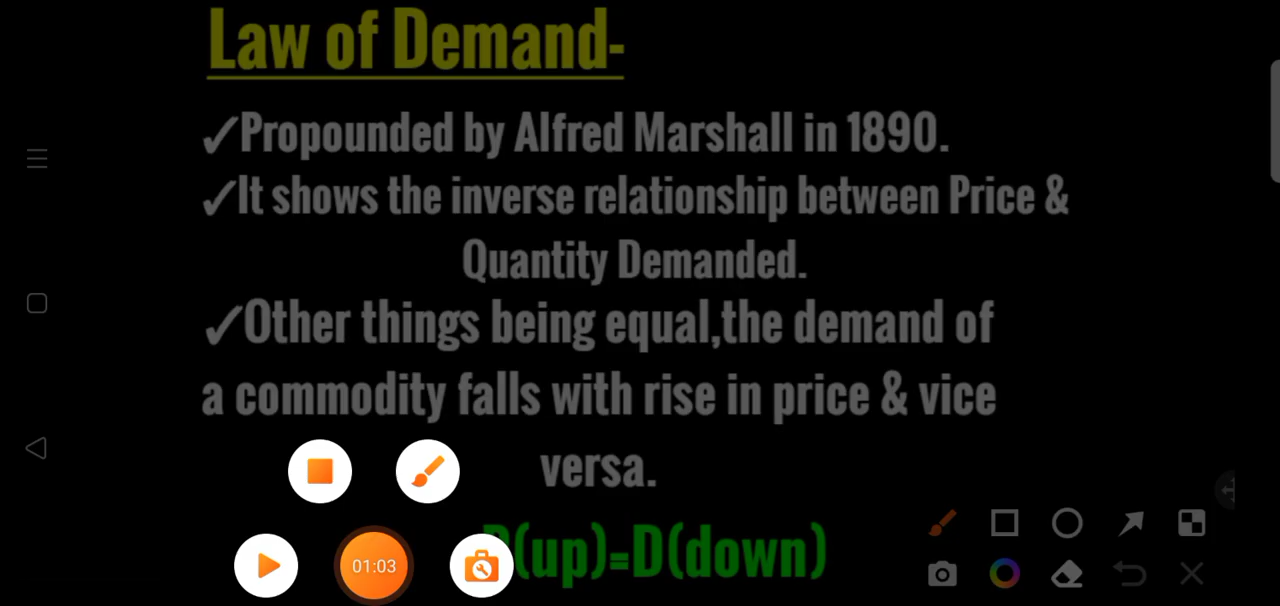 Law of Demand-
✓Propounded by Alfred Marshall in 1890.
✓It shows the inverse relationship between Price &
Quantity Demanded.
✓Other things being equal,the demand of
a commodity falls with rise in price & vice
versa.
P(up)=D(down)
01:03